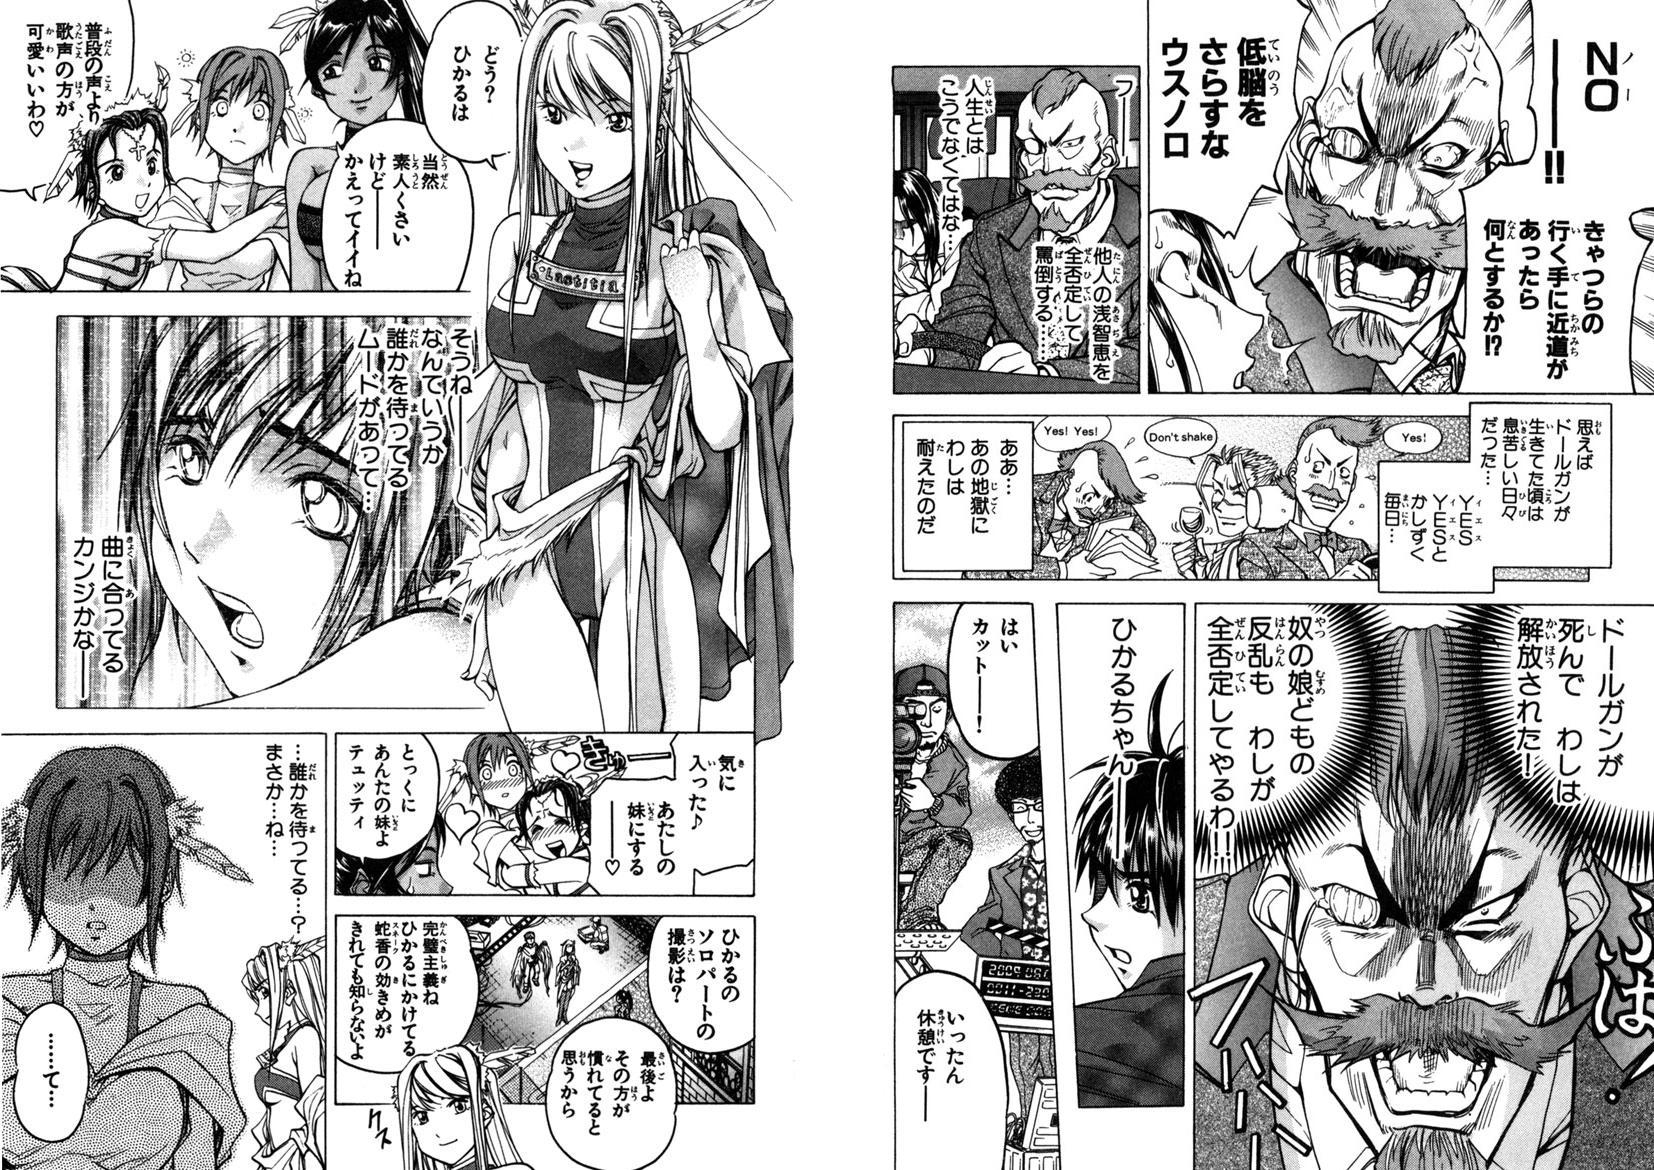 NO
――!!
きゃつらの
行く手に近道が
あったら
何とするか!?
低脳を
さらすな
ウスノロ
フ――
人生とは
こうでなくてはな…
他人の浅智恵を
全否定して
罵倒する……
思えば
ドールガンが
生きてた頃は
息苦しい日々
だった…
YES
YESと
かしずく
毎日…
Yes!
Don't shake
Yes! Yes!
ああ…
あの地獄に
わしは
耐えたのだ
ドールガンが
死んで わしは
解放された!
奴の娘どもの
反乱も わしが
全否定してやるわ!!
ふはは
ひかるちゃん――
はい
カット――!
いったん
休憩です――
どう?
ひかるは
当然
素人くさい
けど――
かえってイイね
普段の声より
歌声の方が
可愛いいわ♡
Lastitia
そうね――
なんていうか
誰かを待ってる
ムードがあって…
曲に合ってる
カンジかな――
気に
入った♪
あたしの
妹にする
――♡
きゅ――
とっくに
あんたの妹よ
テュッティ
ひかるの
ソロパートの
撮影は?
最後よ
その方が
慣れてると
思うから
完璧主義ね
ひかるにかけてる
蛇香の効きめが
きれても知らないよ
クス
…誰かを待ってる…?
まさか…ね…
……て…